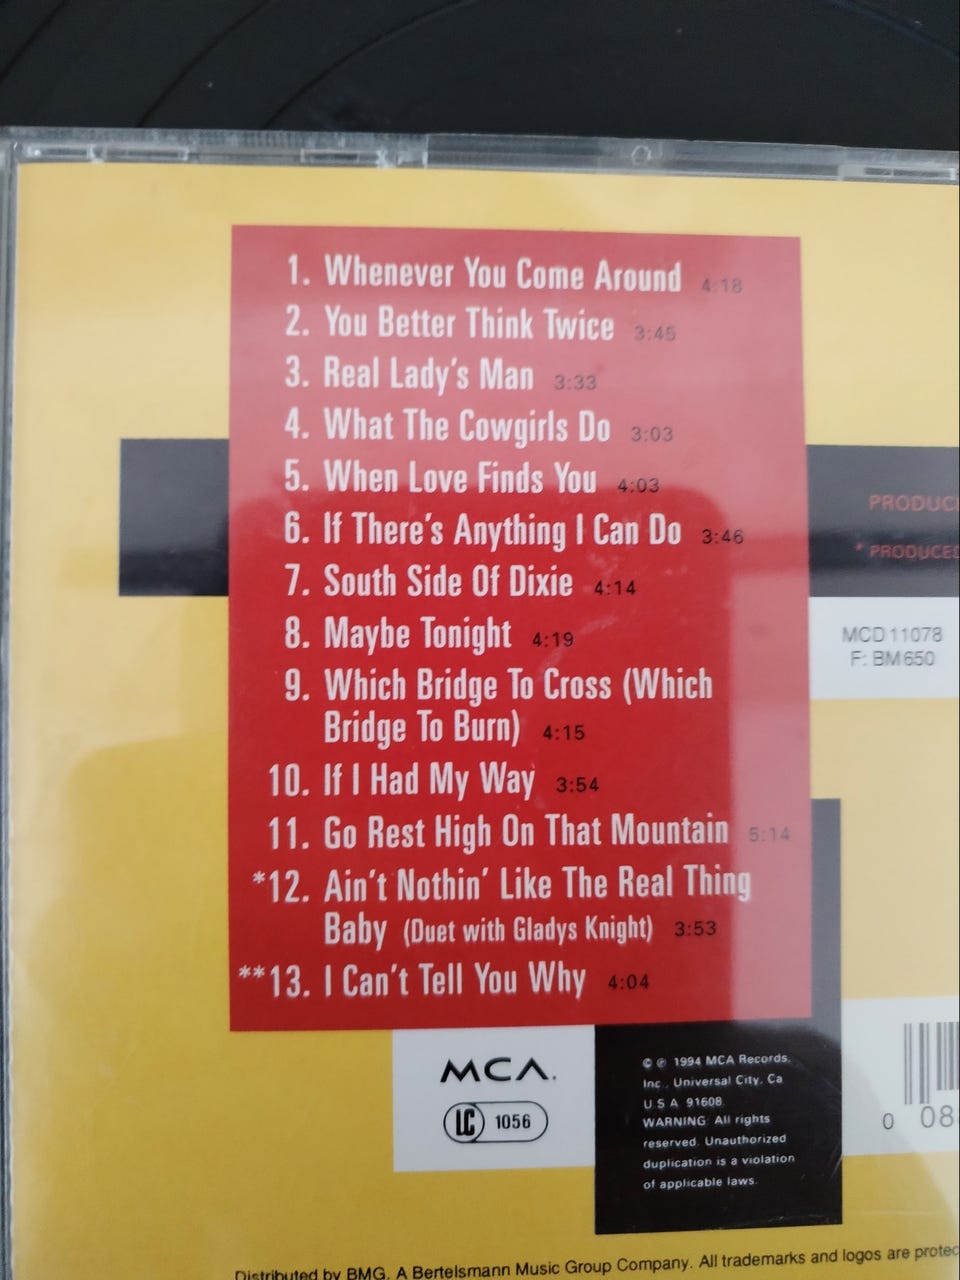 1. Whenever You Come Around 4:18
2. You Better Think Twice 3:45
3. Real Lady's Man 3:33
4. What The Cowgirls Do 3:03
5. When Love Finds You 4:03
6. If There's Anything I Can Do 3:46
7. South Side Of Dixie 4:14
8. Maybe Tonight 4:19
9. Which Bridge To Cross (Which
Bridge To Burn) 4:15
10. If I Had My Way 3:54
11. Go Rest High On That Mountain 5:14
*12. Ain't Nothin' Like The Real Thing
Baby (Duet with Gladys Knight) 3:53
**13. I Can't Tell You Why 4:04
PRODUC
* PRODUCED
MCD 11078
F: BM 650
MCA.
LC 1056
© ℗ 1994 MCA Records,
Inc., Universal City, Ca
U.S.A. 91608.
WARNING: All rights
reserved. Unauthorized
duplication is a violation
of applicable laws.
0 08
Distributed by BMG, A Bertelsmann Music Group Company. All trademarks and logos are protec